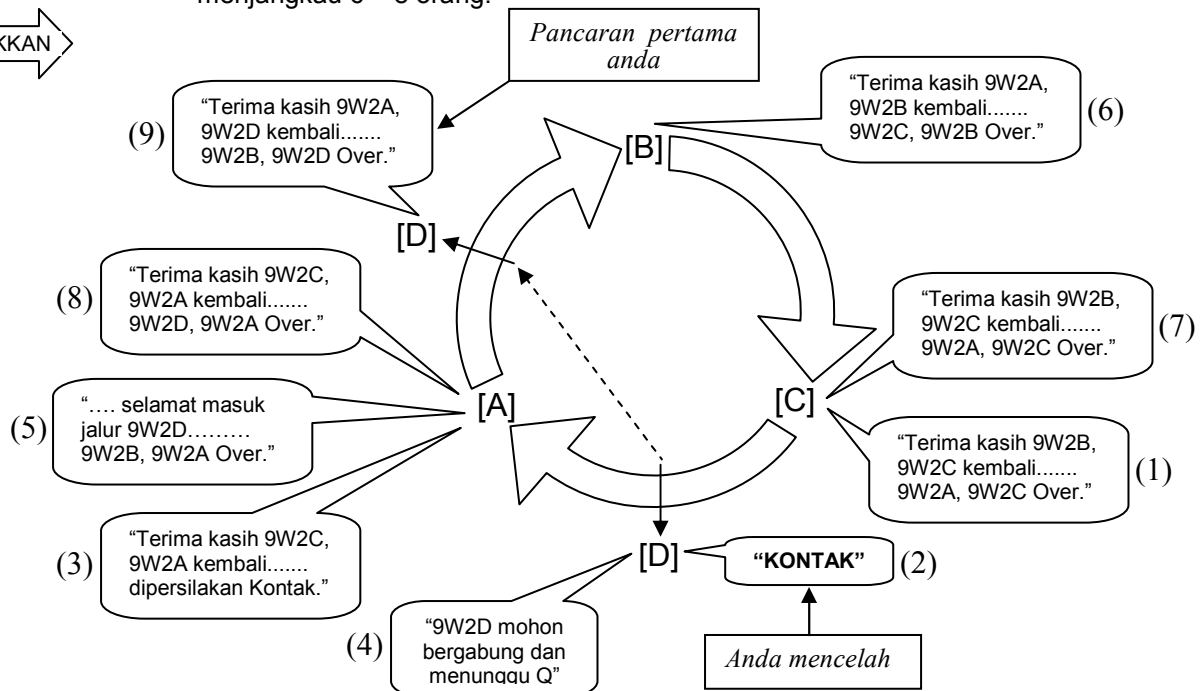 menjangkau 6 – 8 orang.
KKAN
Pancaran pertama
anda
“Terima kasih 9W2A,
9W2D kembali.......
9W2B, 9W2D Over.”
(9)
“Terima kasih 9W2A,
9W2B kembali.......
9W2C, 9W2B Over.”
(6)
[B]
[D]
“Terima kasih 9W2C,
9W2A kembali.......
9W2D, 9W2A Over.”
(8)
“Terima kasih 9W2B,
9W2C kembali.......
9W2A, 9W2C Over.”
(7)
[A]
[C]
“.... selamat masuk
jalur 9W2D.........
9W2B, 9W2A Over.”
(5)
“Terima kasih 9W2B,
9W2C kembali.......
9W2A, 9W2C Over.”
(1)
“Terima kasih 9W2C,
9W2A kembali.......
dipersilakan Kontak.”
(3)
[D]
“KONTAK”
(2)
“9W2D mohon
bergabung dan
menunggu Q”
(4)
Anda mencelah